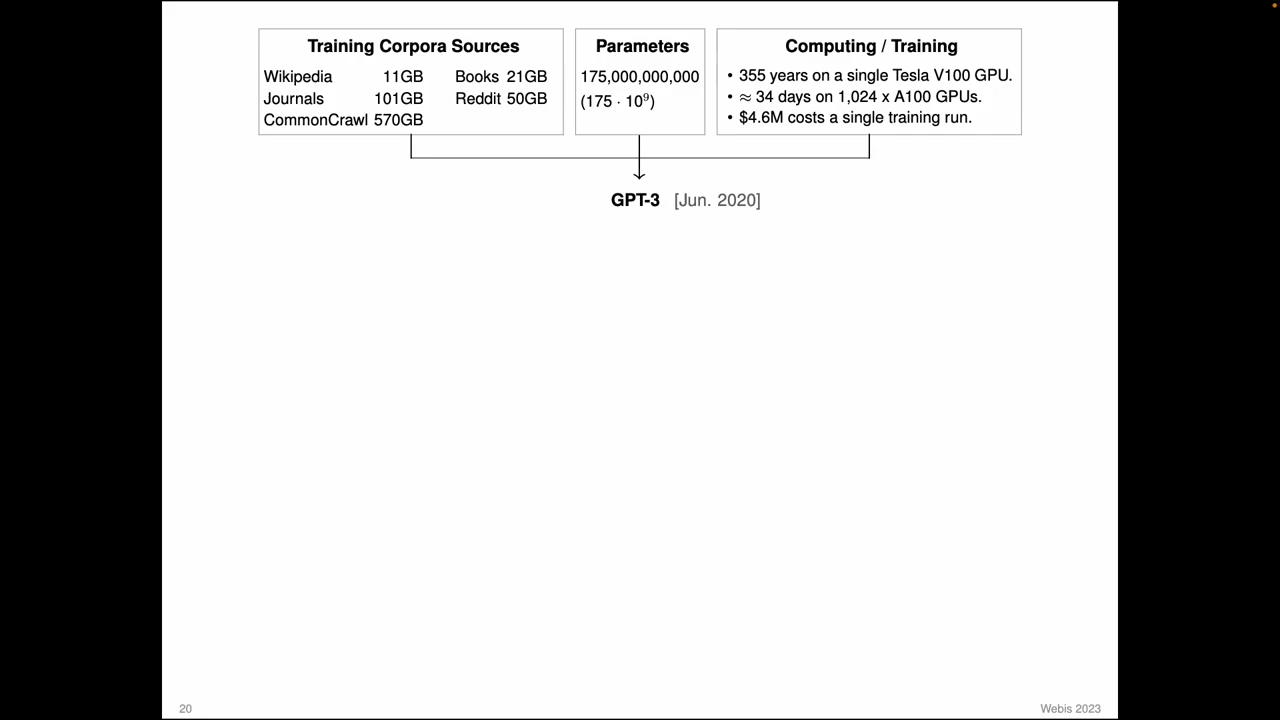 Training Corpora Sources
Wikipedia 11GB Books 21GB
Journals 101GB Reddit 50GB
CommonCrawl 570GB
Parameters
175,000,000,000
(175 · 10⁹)
Computing / Training
• 355 years on a single Tesla V100 GPU.
• ≈ 34 days on 1,024 x A100 GPUs.
• $4.6M costs a single training run.
GPT-3 [Jun. 2020]
20
Webis 2023